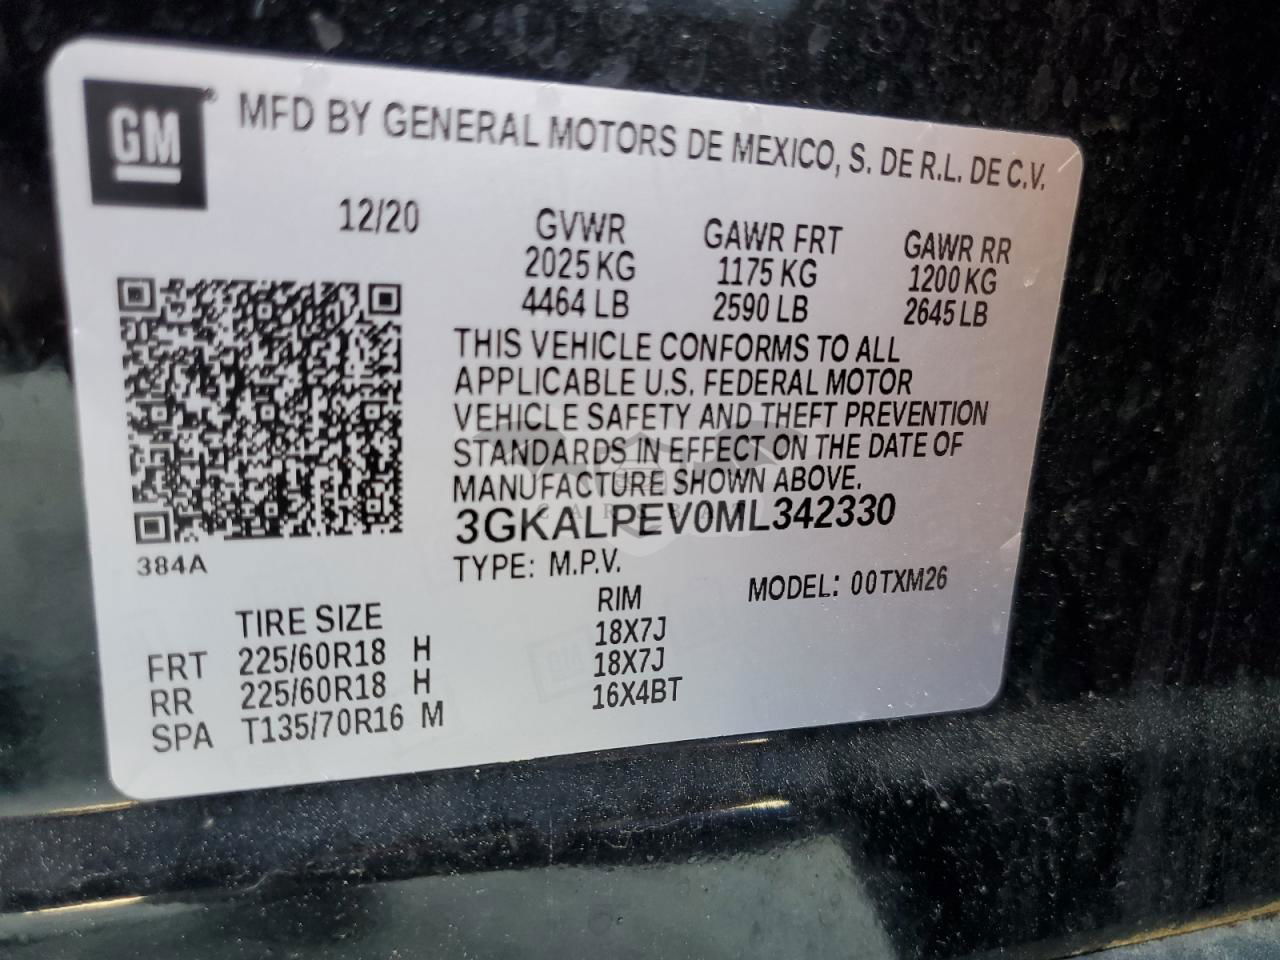 GM
MFD BY GENERAL MOTORS DE MEXICO, S. DE R.L. DE C.V.
12/20
GVWR GAWR FRT GAWR RR
2025 KG 1175 KG 1200 KG
4464 LB 2590 LB 2645 LB
THIS VEHICLE CONFORMS TO ALL
APPLICABLE U.S. FEDERAL MOTOR
VEHICLE SAFETY AND THEFT PREVENTION
STANDARDS IN EFFECT ON THE DATE OF
MANUFACTURE SHOWN ABOVE.
3GKALPEV0ML342330
384A
TYPE: M.P.V. MODEL: 00TXM26
TIRE SIZE RIM
FRT 225/60R18 H 18X7J
RR 225/60R18 H 18X7J
SPA T135/70R16 M 16X4BT